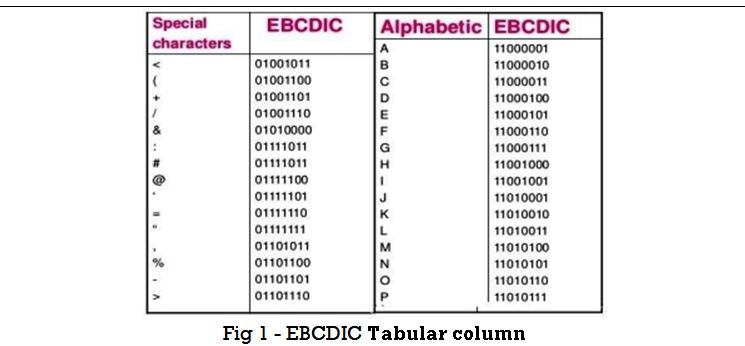 Special characters EBCDIC
< 01001011
( 01001100
+ 01001101
/ 01001110
& 01010000
: 01111011
# 01111011
@ 01111100
' 01111101
= 01111110
" 01111111
, 01101011
% 01101100
- 01101101
> 01101110
Alphabetic EBCDIC
A 11000001
B 11000010
C 11000011
D 11000100
E 11000101
F 11000110
G 11000111
H 11001000
I 11001001
J 11010001
K 11010010
L 11010011
M 11010100
N 11010101
O 11010110
P 11010111
Fig 1 - EBCDIC Tabular column